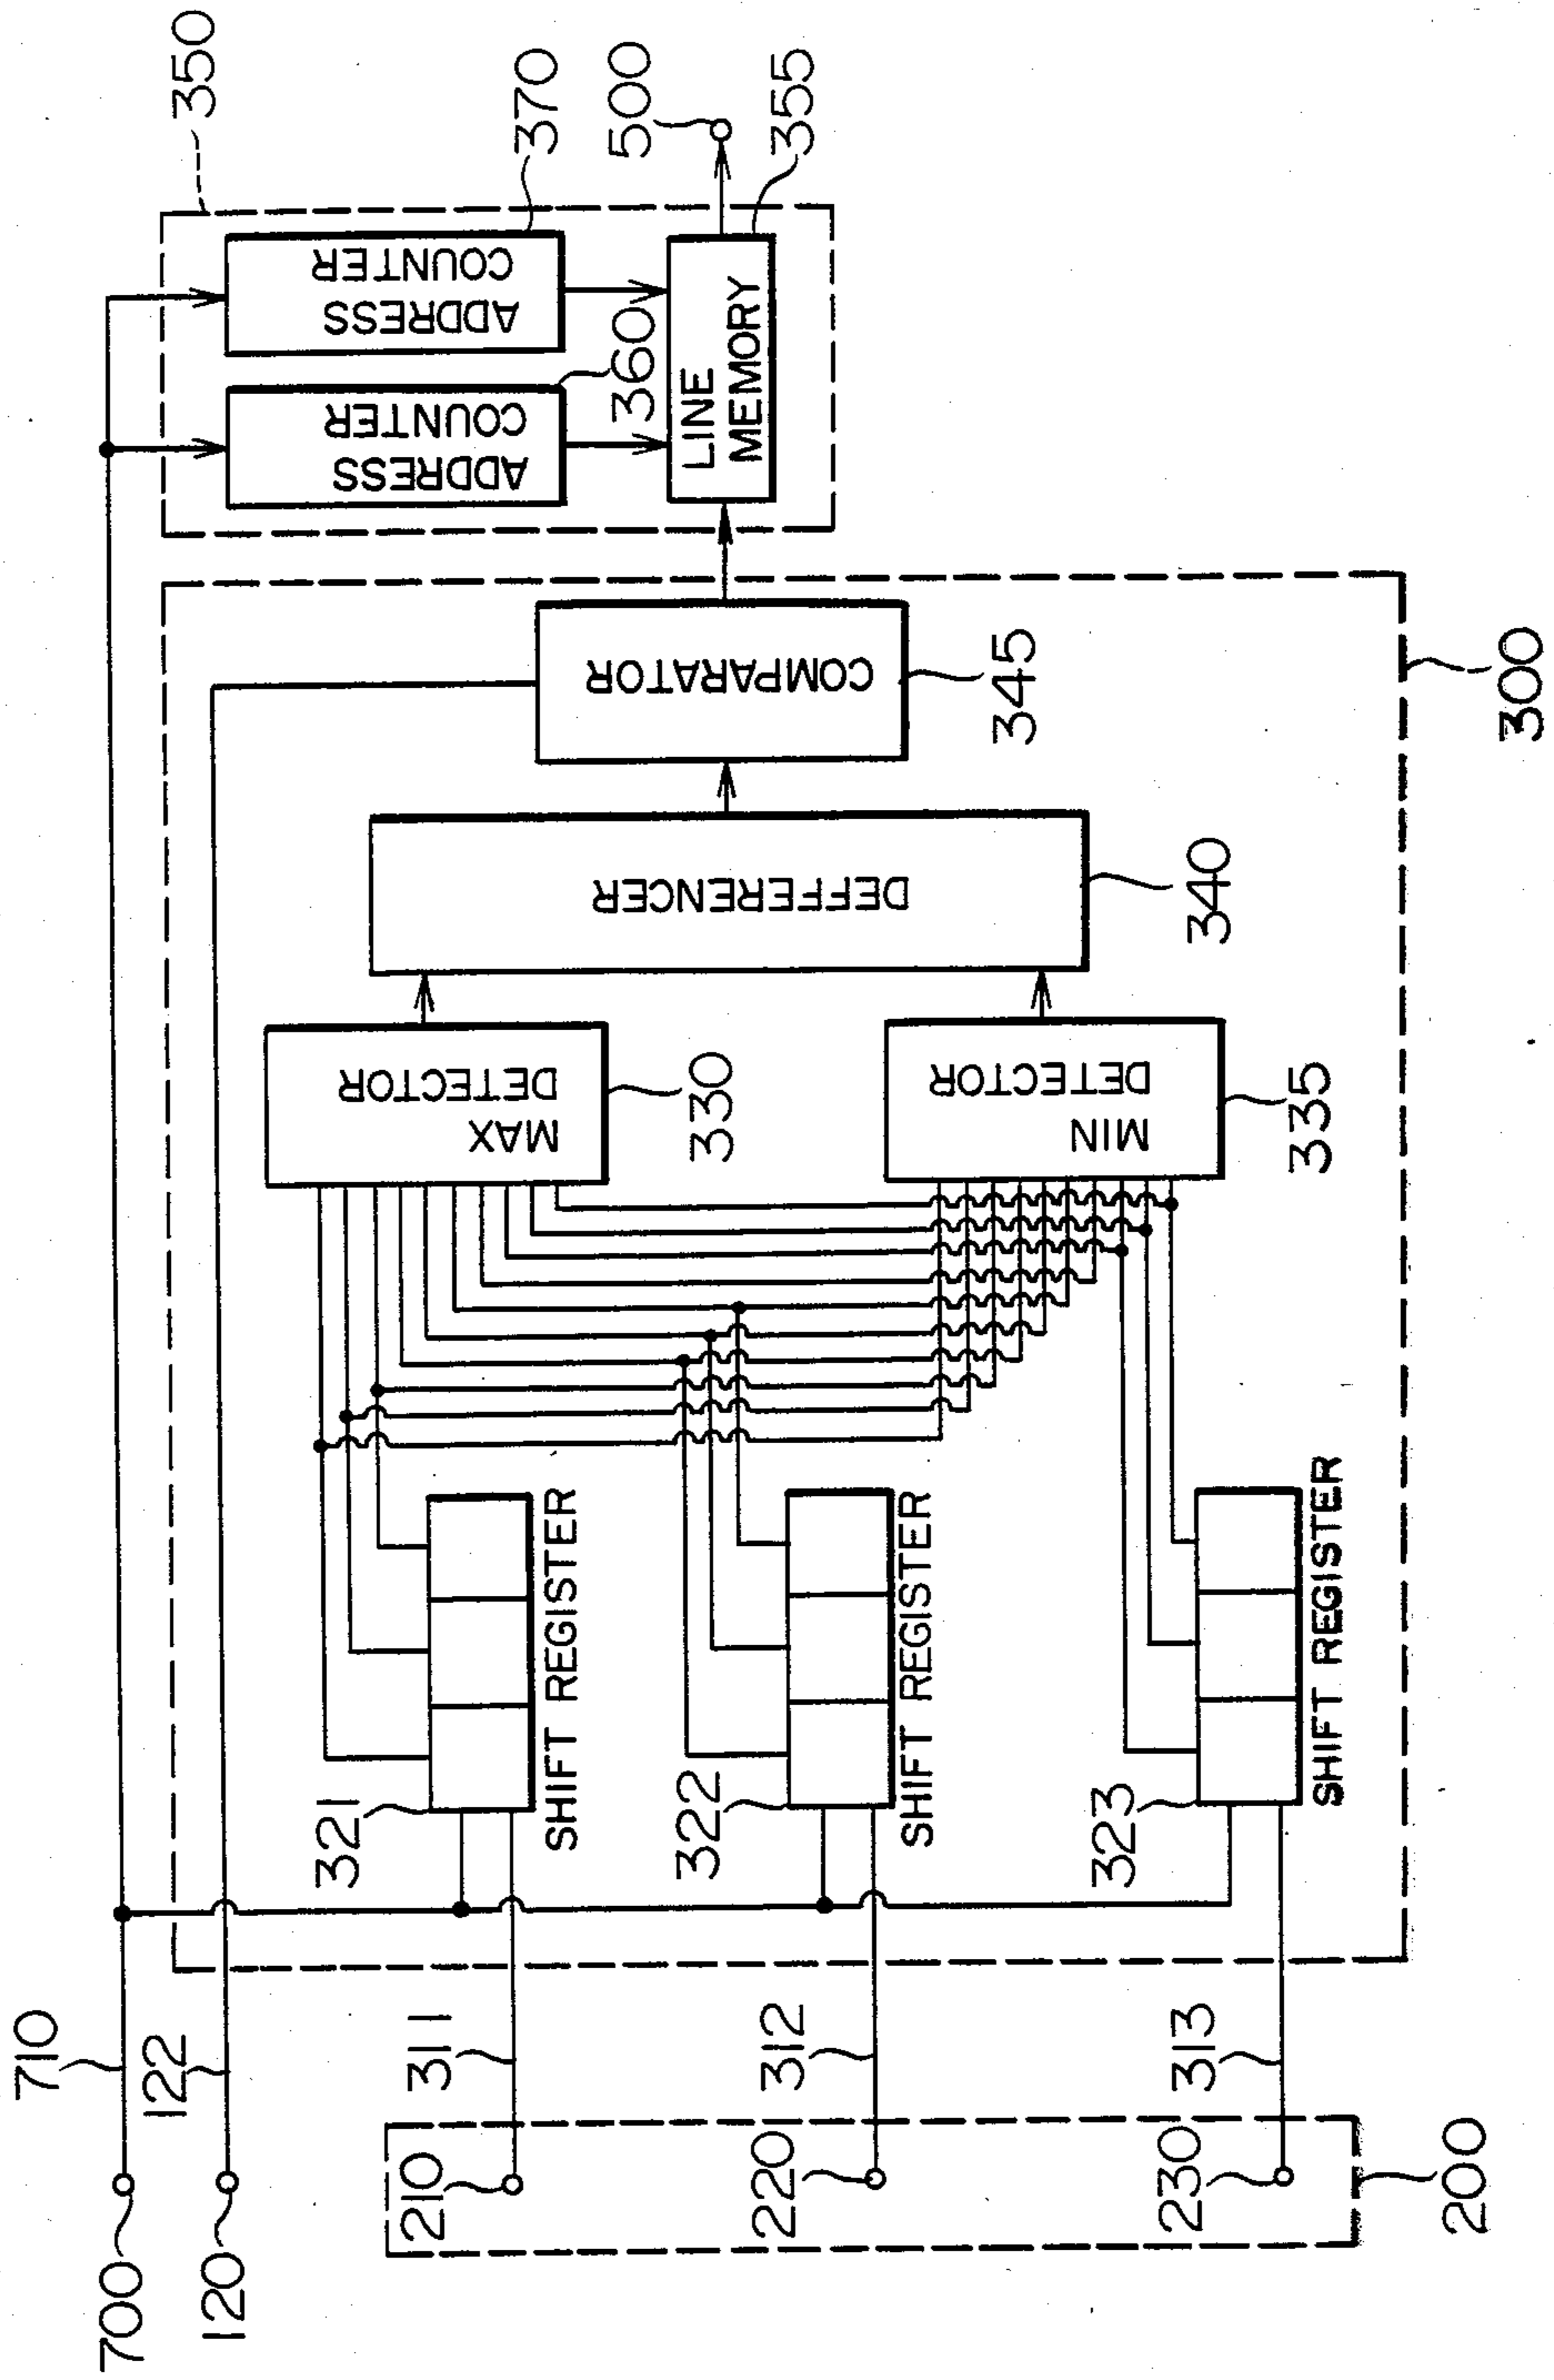 350
370
ADDRESS
COUNTER
500
355
360
ADDRESS
COUNTER
LINE
MEMORY
COMPARATOR
345
300
DEFFERENCER
340
MAX
DETECTOR
330
MIN
DETECTOR
335
321
SHIFT REGISTER
322
SHIFT REGISTER
323
SHIFT REGISTER
710
122
311
312
313
700
120
210
220
230
200